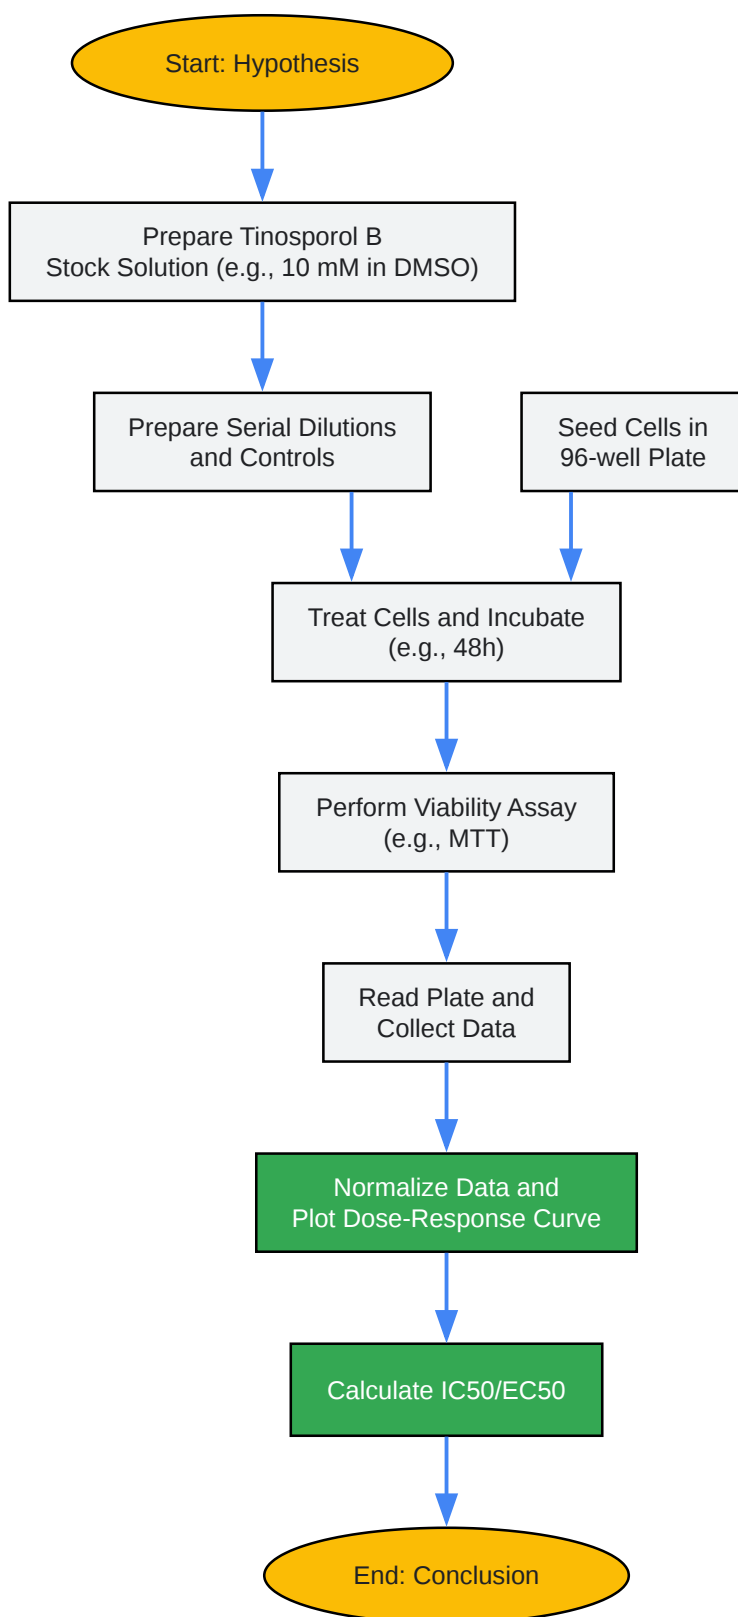 Start: Hypothesis
Prepare Tinosporol B
Stock Solution (e.g., 10 mM in DMSO)
Prepare Serial Dilutions
and Controls
Seed Cells in
96-well Plate
Treat Cells and Incubate
(e.g., 48h)
Perform Viability Assay
(e.g., MTT)
Read Plate and
Collect Data
Normalize Data and
Plot Dose-Response Curve
Calculate IC50/EC50
End: Conclusion